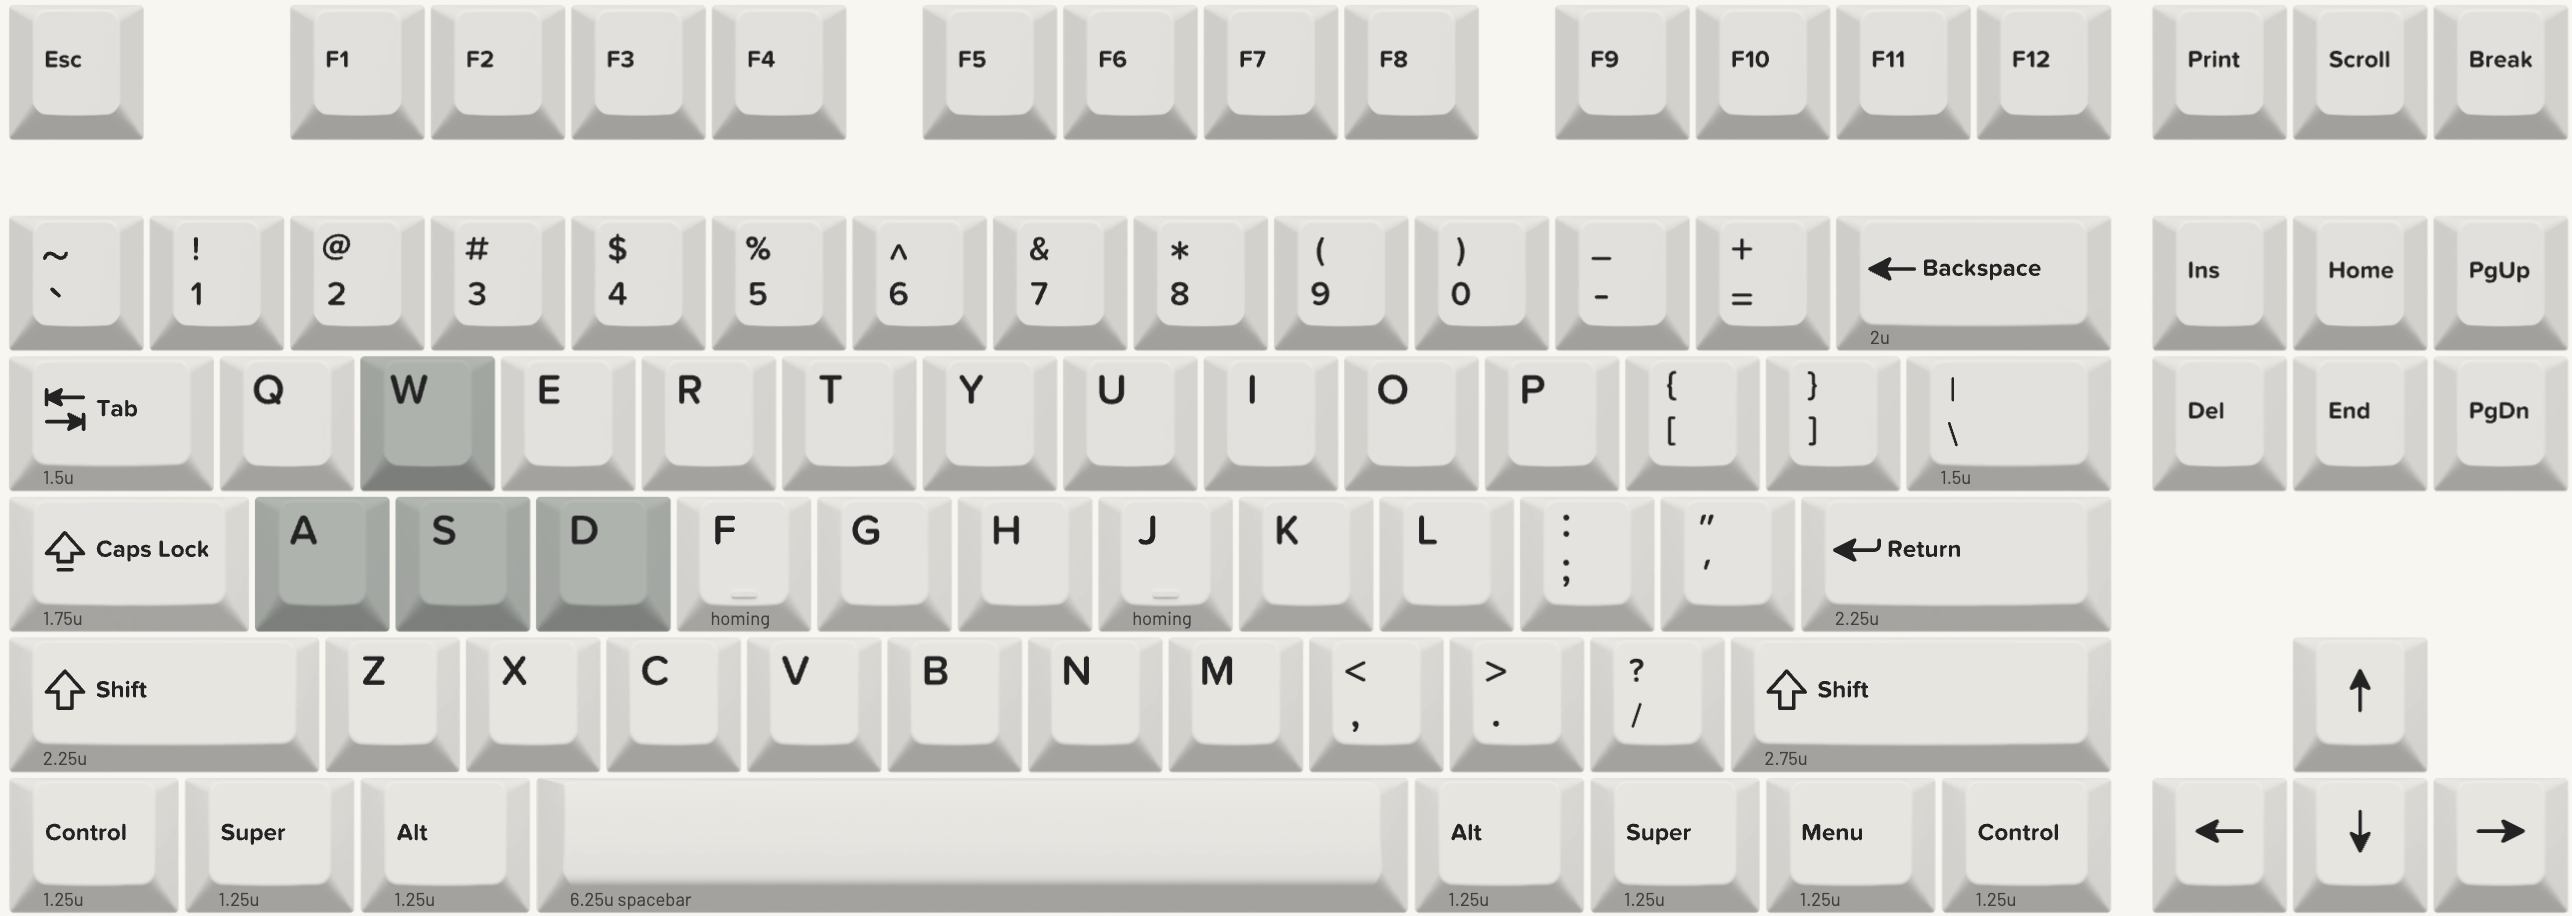 Esc F1 F2 F3 F4 F5 F6 F7 F8 F9 F10 F11 F12 Print Scroll Break
~ ! @ # $ % ^ & * ( ) _ +
` 1 2 3 4 5 6 7 8 9 0 - = Backspace Ins Home PgUp
2u
Q W E R T Y U I O P { } |
Tab [ ] \ Del End PgDn
1.5u 1.5u
A S D F G H J K L : "
Caps Lock ; ' Return
1.75u homing homing 2.25u
Z X C V B N M < > ?
Shift , . / Shift
2.25u 2.75u
Control Super Alt Alt Super Menu Control
1.25u 1.25u 1.25u 6.25u spacebar 1.25u 1.25u 1.25u 1.25u